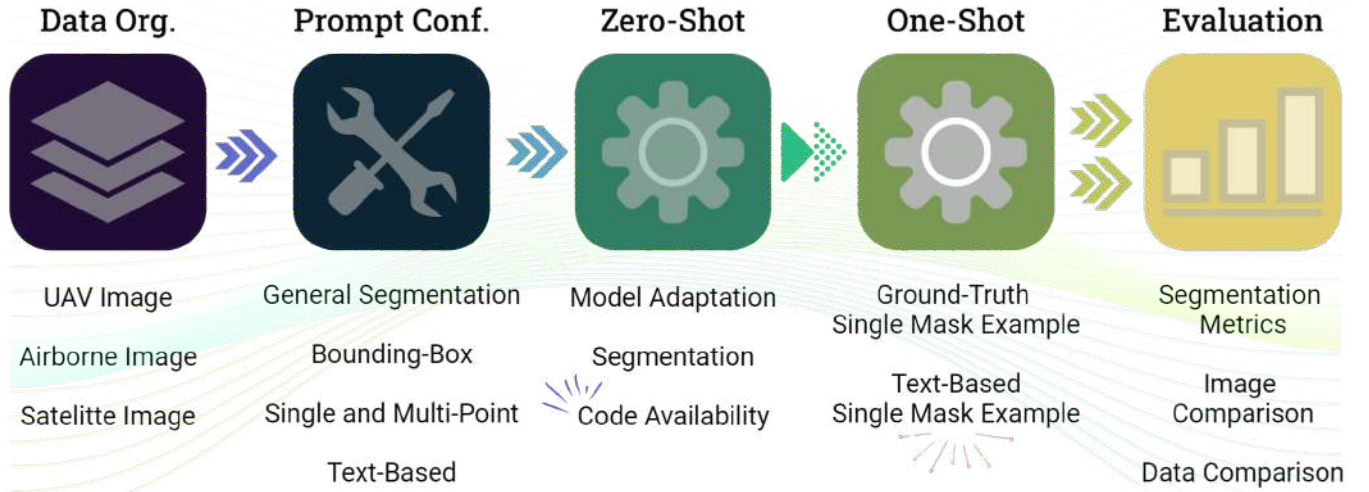 Data Org.
Prompt Conf.
Zero-Shot
One-Shot
Evaluation
UAV Image
Airborne Image
Satelitte Image
General Segmentation
Bounding-Box
Single and Multi-Point
Text-Based
Model Adaptation
Segmentation
Code Availability
Ground-Truth
Single Mask Example
Text-Based
Single Mask Example
Segmentation
Metrics
Image
Comparison
Data Comparison